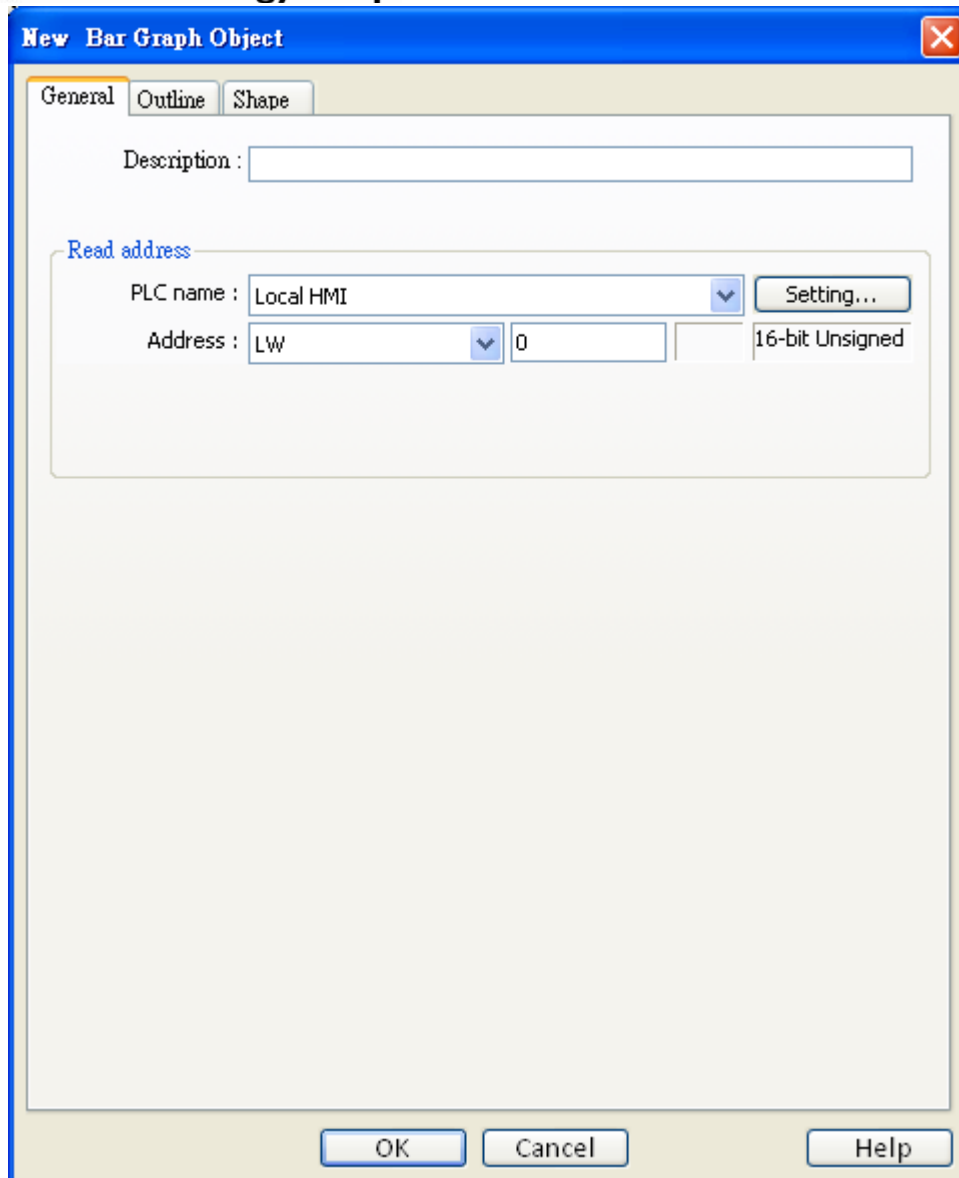 New Bar Graph Object
General Outline Shape
Description :
Read address
PLC name : Local HMI Setting...
Address : LW 0 16-bit Unsigned
OK Cancel Help